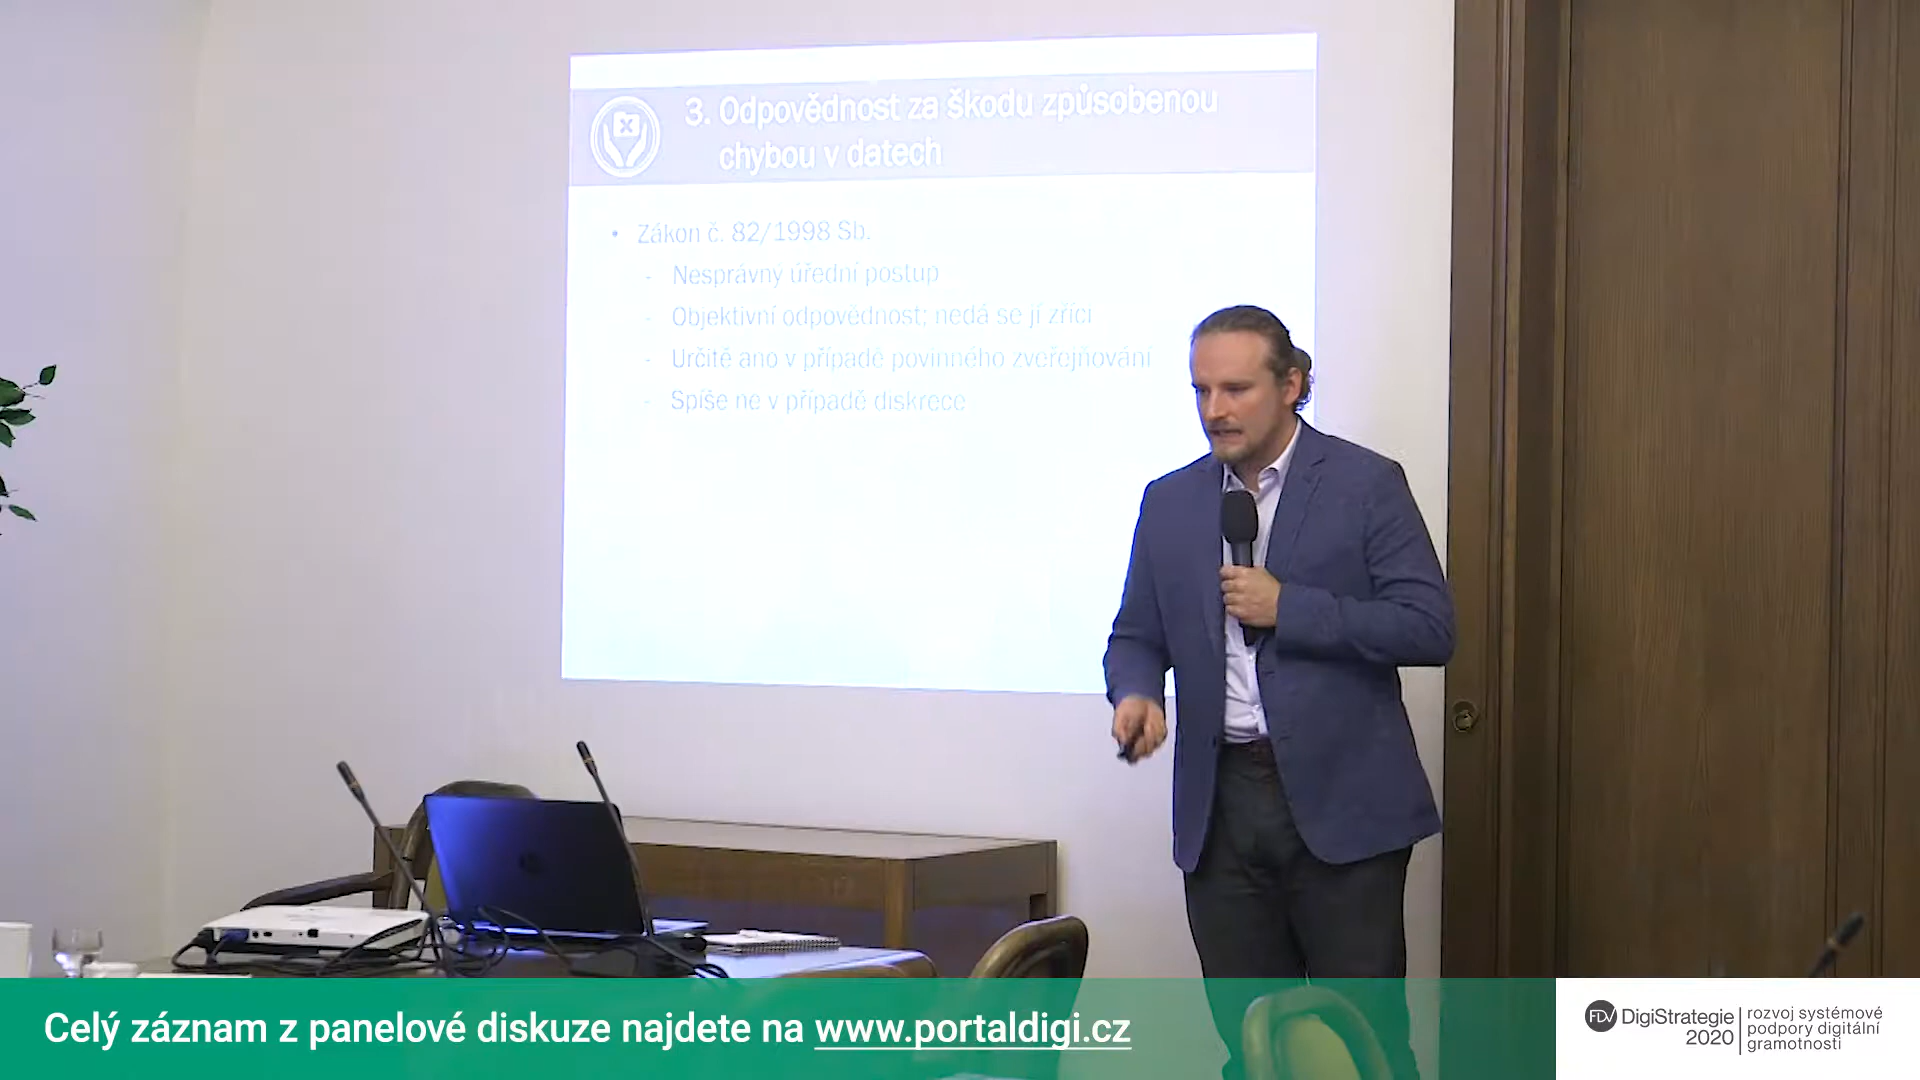 3. Odpovědnost za škodu způsobenou
chybou v datech
• Zákon č. 82/1998 Sb.
- Nesprávný úřední postup
- Objektivní odpovědnost; nedá se jí zříci
- Určitě ano v případě povinného zveřejňování
- Spíše ne v případě diskrece
Celý záznam z panelové diskuze najdete na www.portaldigi.cz
FDV DigiStrategie
2020
rozvoj systémové
podpory digitální
gramotnosti